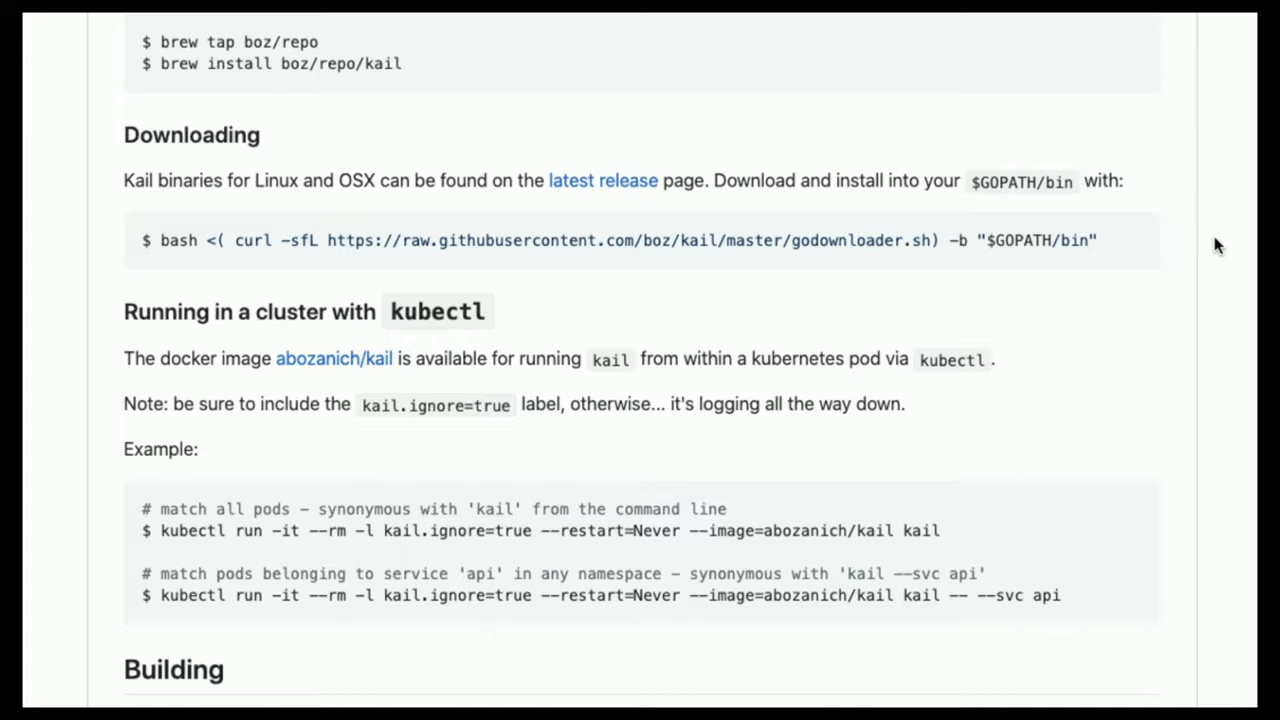 $ brew tap boz/repo
$ brew install boz/repo/kail
Downloading
Kail binaries for Linux and OSX can be found on the latest release page. Download and install into your $GOPATH/bin with:
$ bash <( curl -sfL https://raw.githubusercontent.com/boz/kail/master/godownloader.sh) -b "$GOPATH/bin"
Running in a cluster with kubectl
The docker image abozanich/kail is available for running kail from within a kubernetes pod via kubectl.
Note: be sure to include the kail.ignore=true label, otherwise... it's logging all the way down.
Example:
# match all pods - synonymous with 'kail' from the command line
$ kubectl run -it --rm -l kail.ignore=true --restart=Never --image=abozanich/kail kail
# match pods belonging to service 'api' in any namespace - synonymous with 'kail --svc api'
$ kubectl run -it --rm -l kail.ignore=true --restart=Never --image=abozanich/kail kail -- --svc api
Building